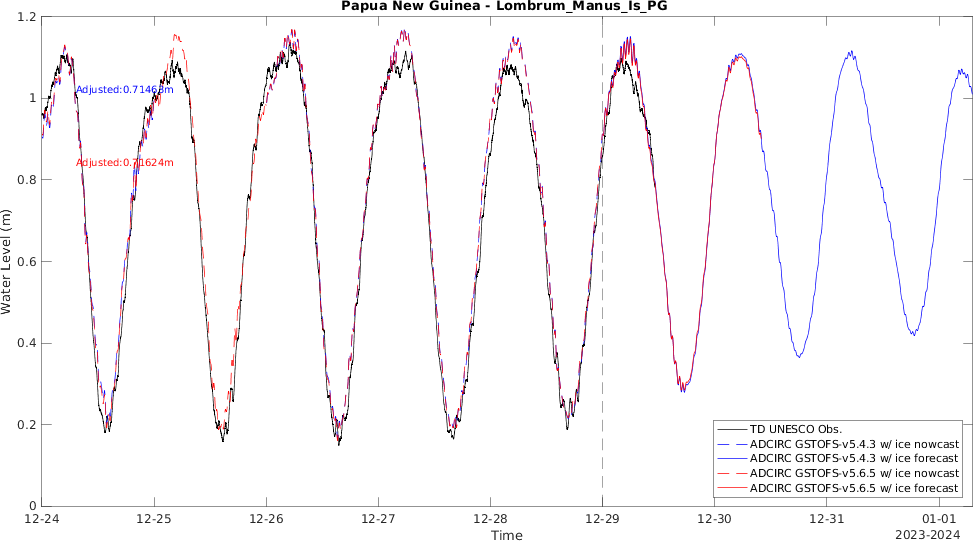 Papua New Guinea - Lombrum_Manus_Is_PG
1.2
1
0.8
0.6
0.4
0.2
0
Water Level (m)
Adjusted:0.71463m
Adjusted:0.71624m
TD UNESCO Obs.
ADCIRC GSTOFS-v5.4.3 w/ ice nowcast
ADCIRC GSTOFS-v5.4.3 w/ ice forecast
ADCIRC GSTOFS-v5.6.5 w/ ice nowcast
ADCIRC GSTOFS-v5.6.5 w/ ice forecast
12-24 12-25 12-26 12-27 12-28 12-29 12-30 12-31 01-01
Time
2023-2024